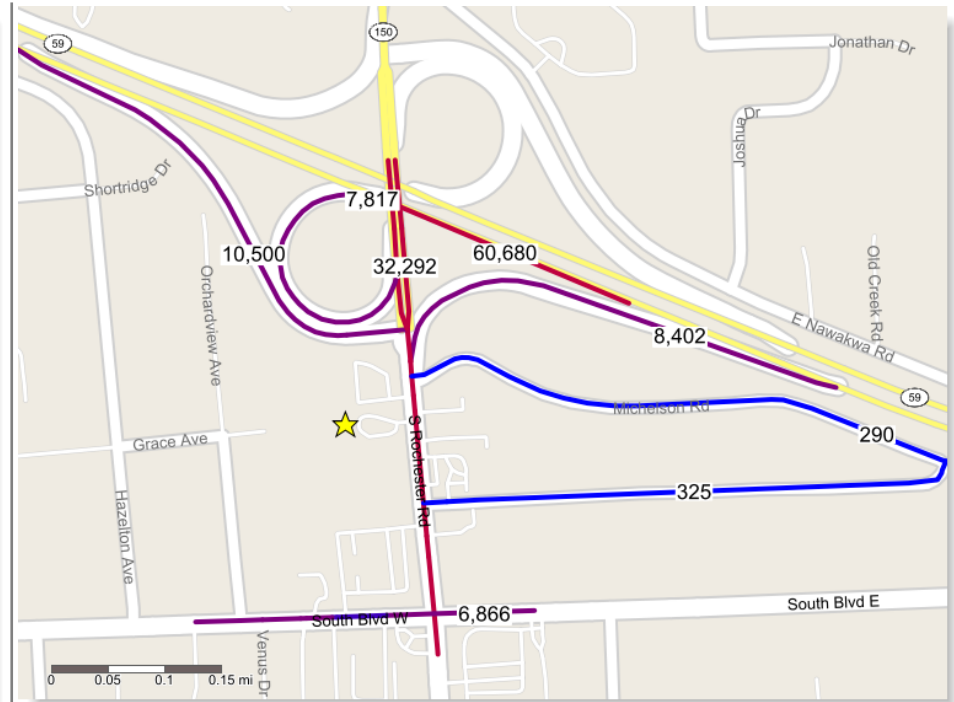 59
150
Jonathan Dr
Joshua Dr
Shortridge Dr
7,817
10,500
32,292
60,680
Orchardview Ave
Old Creek Rd
E Nawakwa Rd
8,402
59
Michelson Rd
290
Grace Ave
S Rochester Rd
325
Hazelton Ave
South Blvd W
6,866
South Blvd E
Venus Dr
0 0.05 0.1 0.15 mi